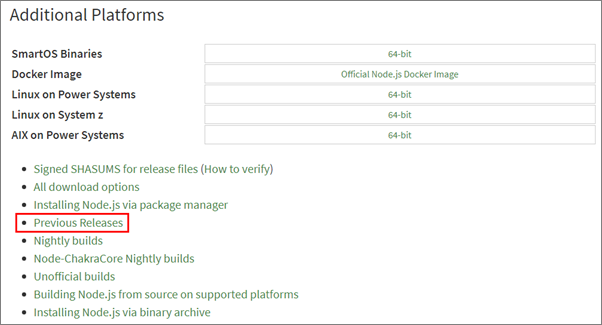 Additional Platforms
SmartOS Binaries 64-bit
Docker Image Official Node.js Docker Image
Linux on Power Systems 64-bit
Linux on System z 64-bit
AIX on Power Systems 64-bit
• Signed SHASUMS for release files (How to verify)
• All download options
• Installing Node.js via package manager
• Previous Releases
• Nightly builds
• Node-ChakraCore Nightly builds
• Unofficial builds
• Building Node.js from source on supported platforms
• Installing Node.js via binary archive